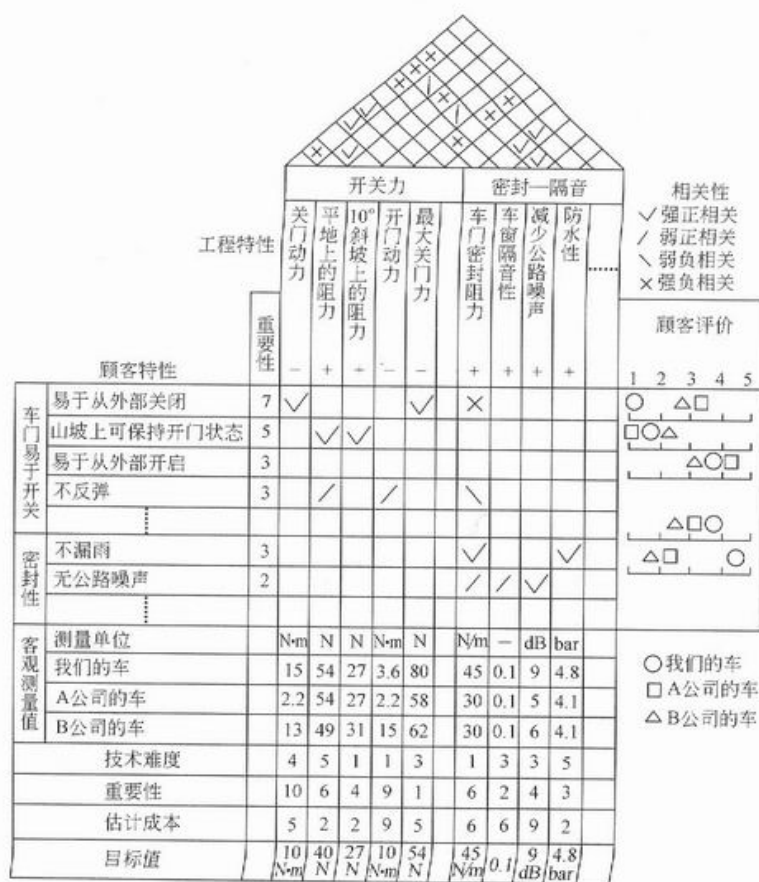 开关力 密封—隔音
工程特性 关门动力 平地上的阻力 10°斜坡上的阻力 开门动力 最大关门力 车门密封阻力 车窗隔音性 减少公路噪声 防水性 ……
相关性
✓强正相关
/ 弱正相关
\ 弱负相关
×强负相关
重要性
顾客评价
顾客特性 − + + − − + + + +
1 2 3 4 5
车门易于开关
易于从外部关闭 7 ✓ ✓ ×
山坡上可保持开门状态 5 ✓ ✓
易于从外部开启 3
不反弹 3 / / \
密封性
不漏雨 3 ✓ ✓
无公路噪声 2 / / ✓
客观测量值
测量单位 N·m N N N·m N N/m − dB bar
我们的车 15 54 27 3.6 80 45 0.1 9 4.8
A公司的车 2.2 54 27 2.2 58 30 0.1 5 4.1
B公司的车 13 49 31 15 62 30 0.1 6 4.1
○我们的车
□A公司的车
△B公司的车
技术难度 4 5 1 1 3 1 3 3 5
重要性 10 6 4 9 1 6 2 4 3
估计成本 5 2 2 9 5 6 6 9 2
目标值 10 N·m 40 N 27 N 10 N·m 54 N 45 N/m 0.1 9 dB 4.8 bar